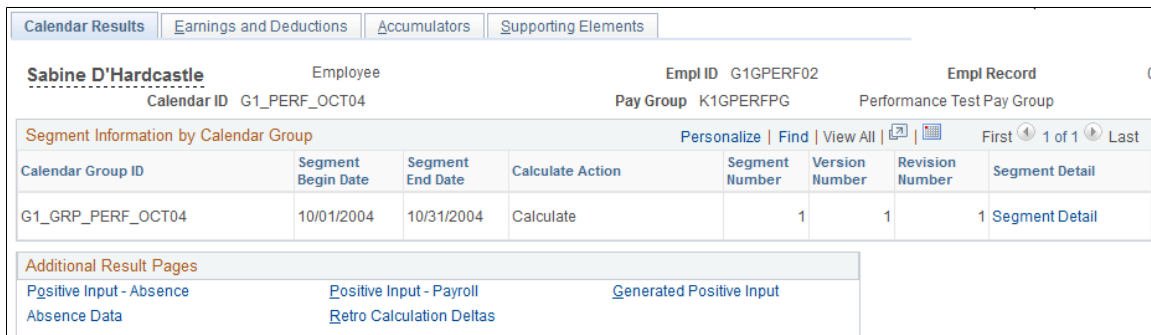 Calendar Results Earnings and Deductions Accumulators Supporting Elements
Sabine D'Hardcastle Employee Empl ID G1GPERF02 Empl Record
Calendar ID G1_PERF_OCT04 Pay Group K1GPERFPG Performance Test Pay Group
Segment Information by Calendar Group Personalize | Find | View All | | First 1 of 1 Last
Calendar Group ID Segment Begin Date Segment End Date Calculate Action Segment Number Version Number Revision Number Segment Detail
G1_GRP_PERF_OCT04 10/01/2004 10/31/2004 Calculate 1 1 1 Segment Detail
Additional Result Pages
Positive Input - Absence Positive Input - Payroll Generated Positive Input
Absence Data Retro Calculation Deltas